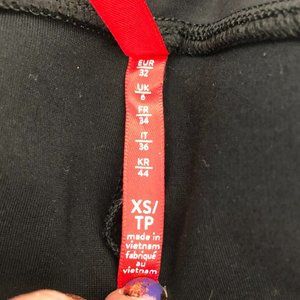 EUR
32
UK
6
FR
34
IT
36
KR
44
XS/
TP
made in
vietnam
fabriqué
au
vietnam